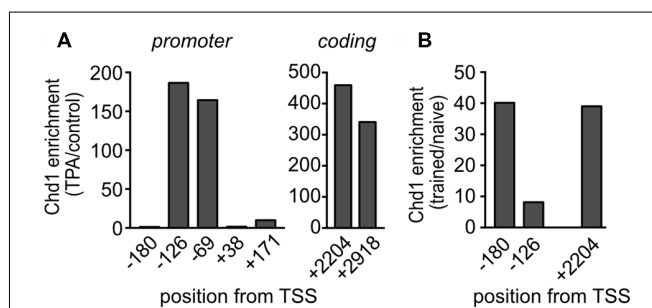 A
promoter
coding
B
Chd1 enrichment
(TPA/control)
200
150
100
50
0
-180
-126
-69
+38
+171
500
400
300
200
100
0
+2204
+2918
position from TSS
Chd1 enrichment
(trained/naive)
50
40
30
20
10
0
-180
-126
+2204
position from TSS